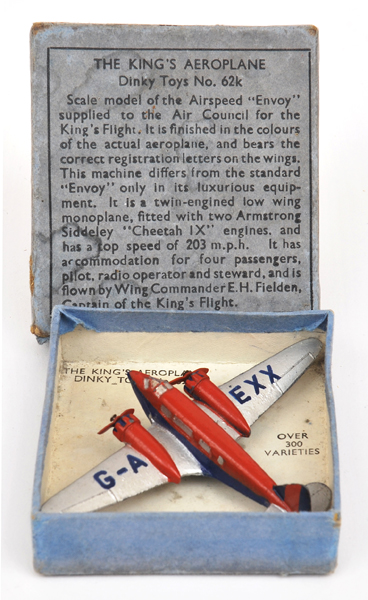 THE KING'S AEROPLANE
Dinky Toys No. 62k
Scale model of the Airspeed "Envoy"
supplied to the Air Council for the
King's Flight. It is finished in the colours
of the actual aeroplane, and bears the
correct registration letters on the wings.
This machine differs from the standard
"Envoy" only in its luxurious equip-
ment. It is a twin-engined low wing
monoplane, fitted with two Armstrong
Siddeley "Cheetah IX" engines, and
has a top speed of 203 m.p.h. It has
accommodation for four passengers,
pilot, radio operator and steward, and is
flown by Wing Commander E. H. Fielden,
Captain of the King's Flight.
THE KING'S AEROPLANE
DINKY TO
G-A
EXX
OVER
300
VARIETIES